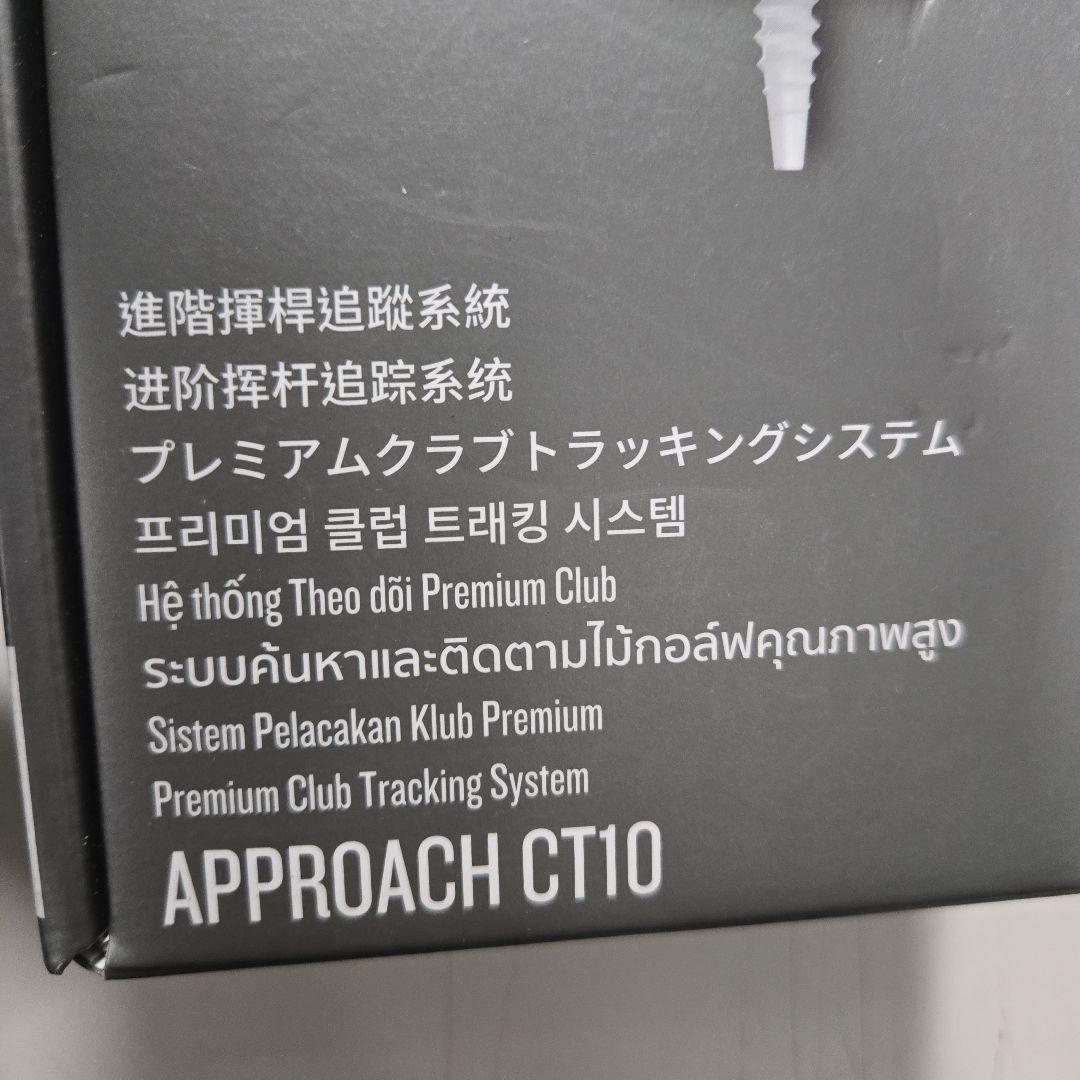 進階揮桿追蹤系統
进阶挥杆追踪系统
プレミアムクラブトラッキングシステム
프리미엄 클럽 트래킹 시스템
Hệ thống Theo dõi Premium Club
ระบบค้นหาและติดตามไม้กอล์ฟคุณภาพสูง
Sistem Pelacakan Klub Premium
Premium Club Tracking System
APPROACH CT10